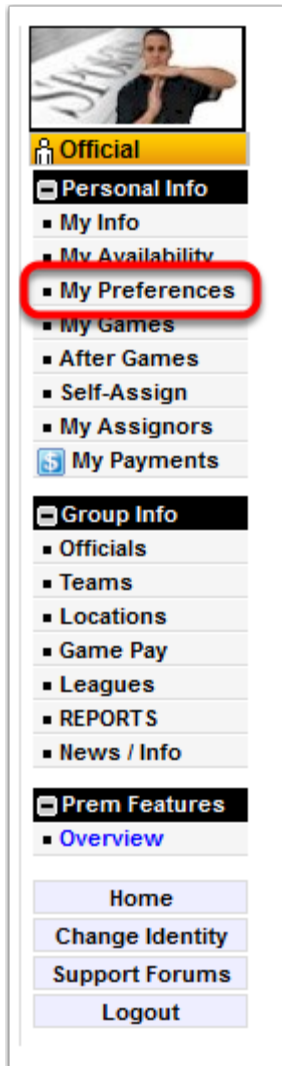 SPORT
Official
Personal Info
My Info
My Availability
My Preferences
My Games
After Games
Self-Assign
My Assignors
$ My Payments
Group Info
Officials
Teams
Locations
Game Pay
Leagues
REPORTS
News / Info
Prem Features
Overview
Home
Change Identity
Support Forums
Logout